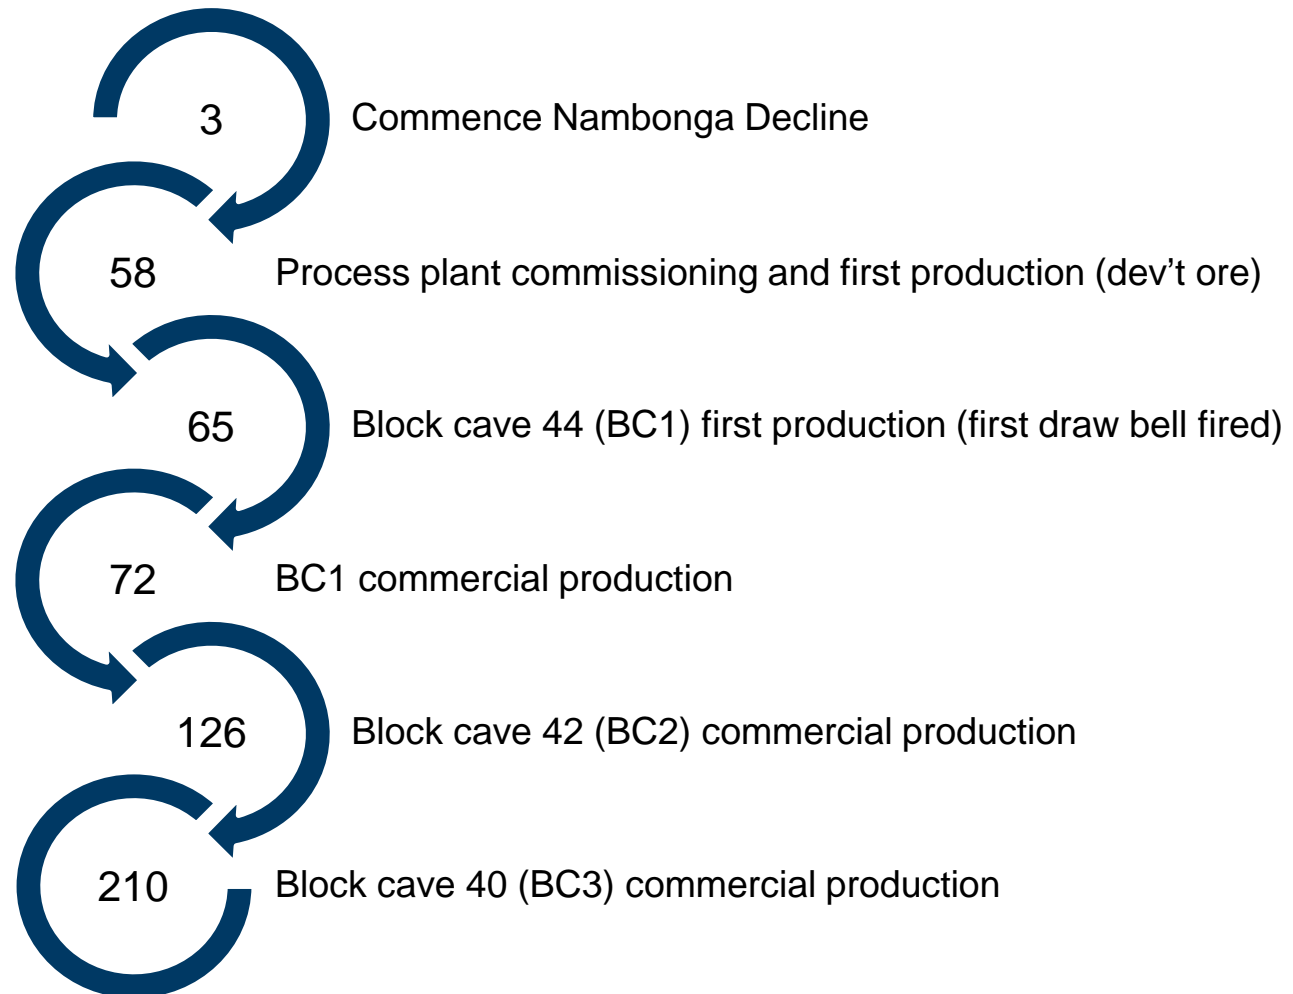 3 Commence Nambonga Decline
58 Process plant commissioning and first production (dev’t ore)
65 Block cave 44 (BC1) first production (first draw bell fired)
72 BC1 commercial production
126 Block cave 42 (BC2) commercial production
210 Block cave 40 (BC3) commercial production